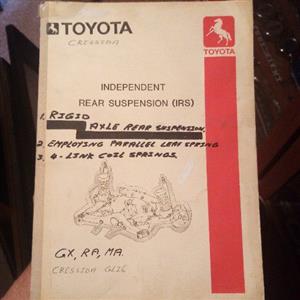 TOYOTA
TOYOTA
CRESSIDA
INDEPENDENT
REAR SUSPENSION (IRS)
1. RIGID
AXLE REAR SUSPENSION
2. EMPLOYING PARALLEL LEAF SPRING
3. 4-LINK COIL SPRINGS.
GX, RA, MA.
CRESSIDA GLI6